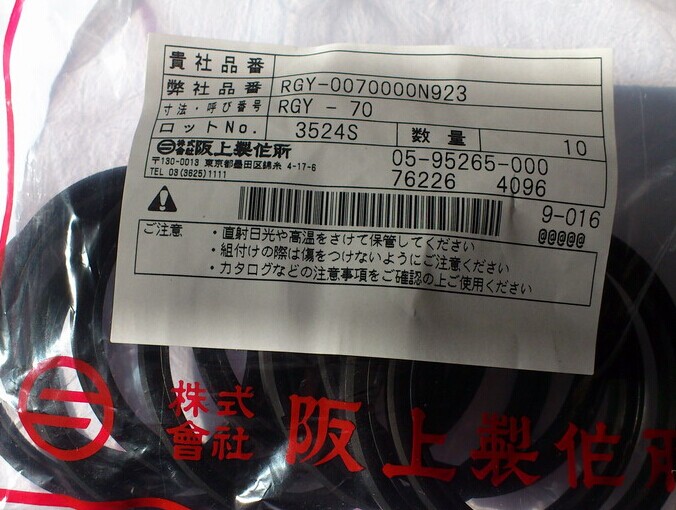 貴社品番
弊社品番 RGY-0070000N923
寸法・呼び番号 RGY - 70
ロットNo. 3524S 数量 10
株式會社 阪上製作所
〒130-0013 東京都墨田区錦糸 4-17-6
TEL 03(3625)1111
05-95265-000
76226 4096
9-016
@@@@@
ご注意
・直射日光や高温をさけて保管してください
・組付けの際は傷をつけないようにご注意ください
・カタログなどの注意事項をご確認の上ご使用ください
株式會社 阪上製作所